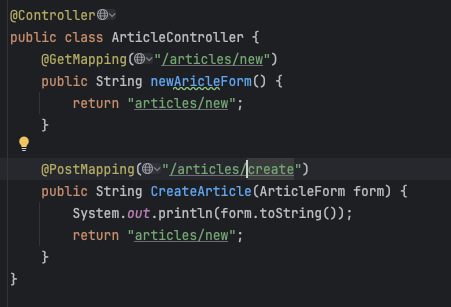 @Controller
public class ArticleController {
@GetMapping("/articles/new")
public String newAricleForm() {
return "articles/new";
}
@PostMapping("/articles/create")
public String CreateArticle(ArticleForm form) {
System.out.println(form.toString());
return "articles/new";
}
}